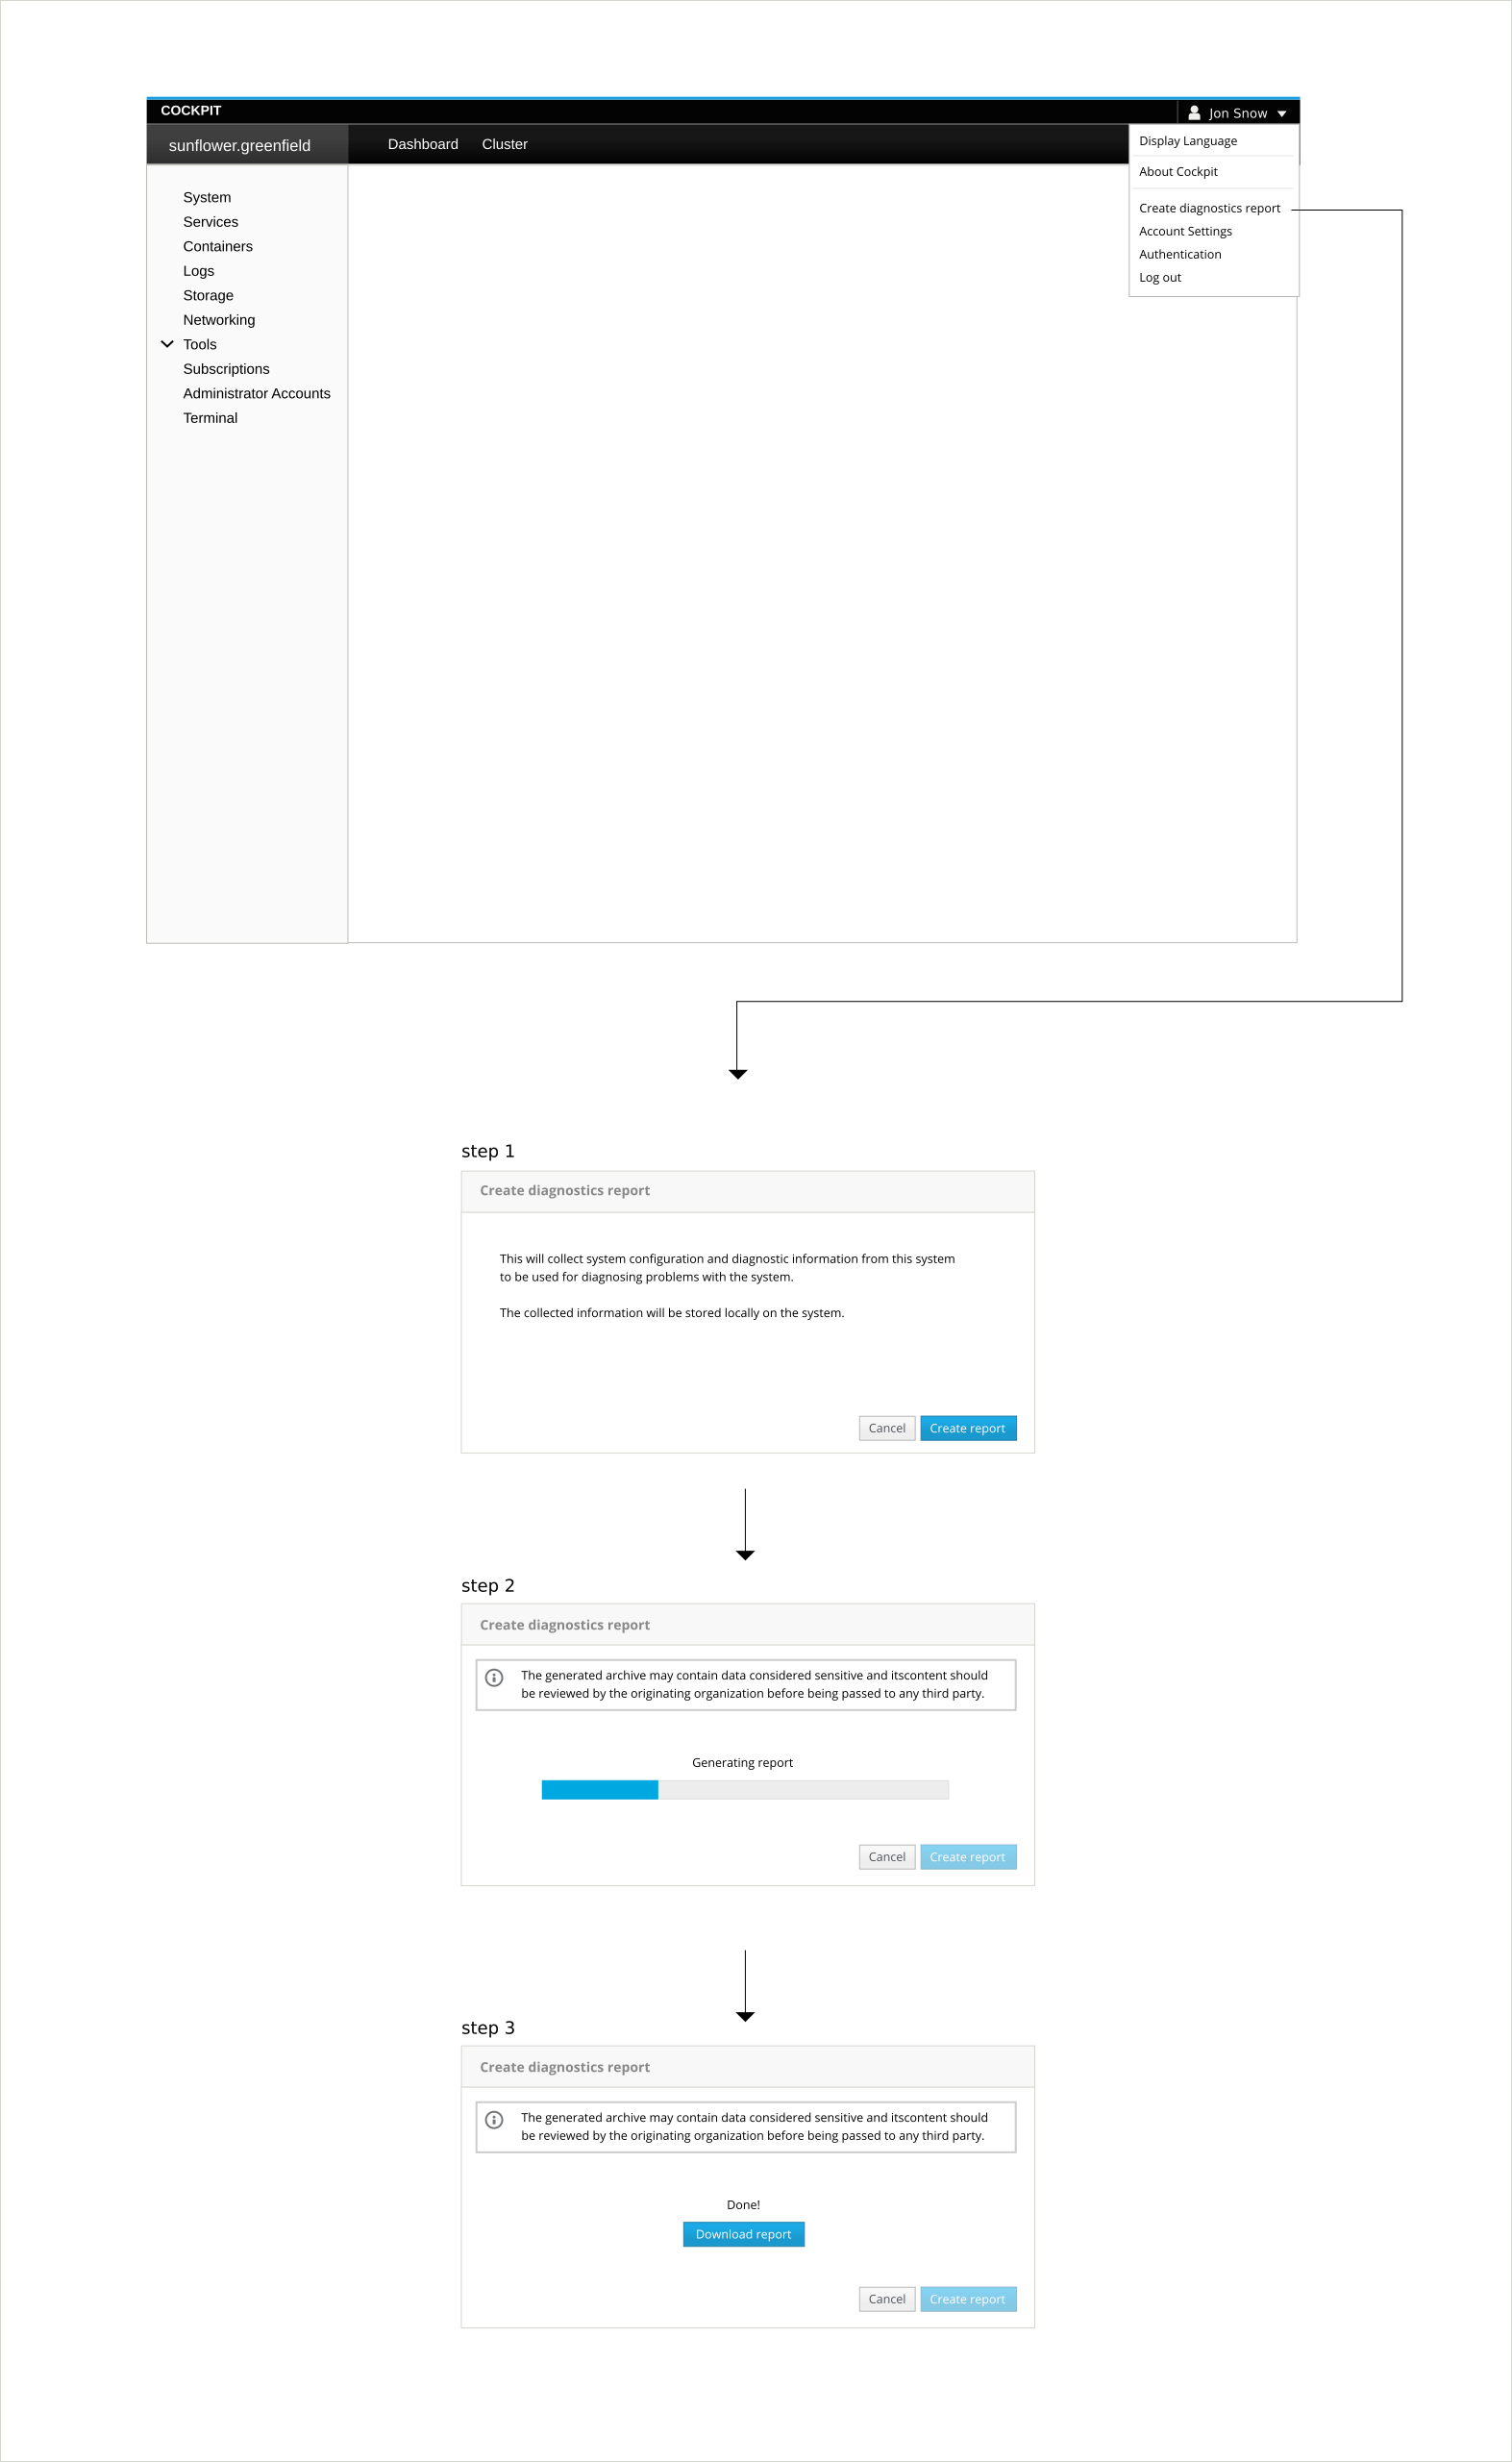 COCKPIT
Jon Snow
sunflower.greenfield
Dashboard
Cluster
Display Language
About Cockpit
Create diagnostics report
Account Settings
Authentication
Log out
System
Services
Containers
Logs
Storage
Networking
Tools
Subscriptions
Administrator Accounts
Terminal
step 1
Create diagnostics report
This will collect system configuration and diagnostic information from this system
to be used for diagnosing problems with the system.
The collected information will be stored locally on the system.
Cancel
Create report
step 2
Create diagnostics report
The generated archive may contain data considered sensitive and itscontent should
be reviewed by the originating organization before being passed to any third party.
Generating report
Cancel
Create report
step 3
Create diagnostics report
The generated archive may contain data considered sensitive and itscontent should
be reviewed by the originating organization before being passed to any third party.
Done!
Download report
Cancel
Create report